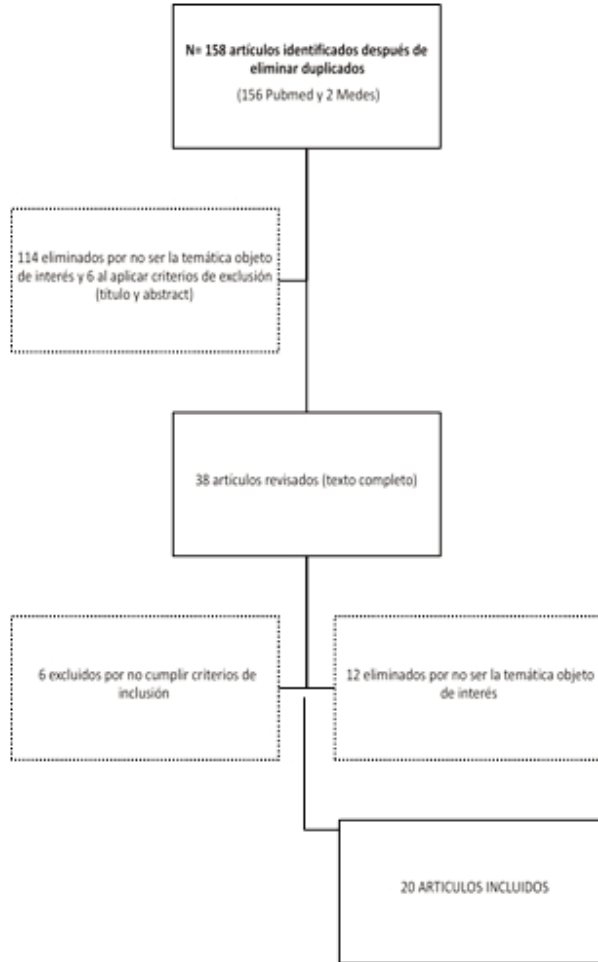 N= 158 artículos identificados después de
eliminar duplicados
(156 Pubmed y 2 Medes)
114 eliminados por no ser la temática objeto
de interés y 6 al aplicar criterios de exclusión
(título y abstract)
38 artículos revisados (texto completo)
6 excluidos por no cumplir criterios de
inclusión
12 eliminados por no ser la temática objeto
de interés
20 ARTICULOS INCLUIDOS